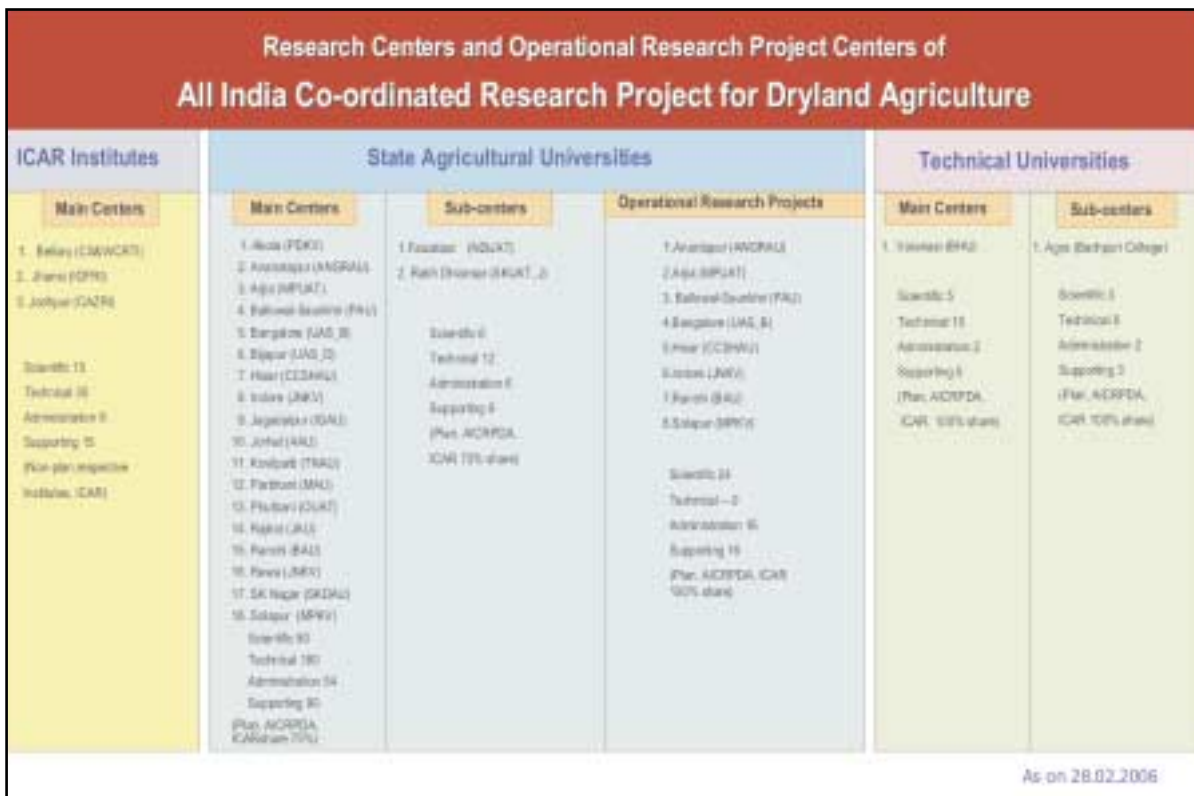 Research Centers and Operational Research Project Centers of
All India Co-ordinated Research Project for Dryland Agriculture
ICAR Institutes
Main Centers
1. Bellary (CS&WCRTI)
2. Jhansi (IGFRI)
3. Jodhpur (CAZRI)
Scientific 15
Technical
Administration
Supporting 15
(Non-plan respective
Institutes, ICAR)
State Agricultural Universities
Main Centers
1. Akola (PDKV)
2. Anantapur (ANGRAU)
3. Arjia (MPUAT)
4. Ballowal-Saunkhri (PAU)
5. Bangalore (UAS_B)
6. Bijapur (UAS_D)
7. Hisar (CCSHAU)
8. Indore (JNKV)
9. Jagdalpur (IGAU)
10. Jorhat (AAU)
11. Kovilpatti (TNAU)
12. Parbhani (MAU)
13. Phulbani (OUAT)
14. Rajkot (JAU)
15. Ranchi (BAU)
16. Rewa (JNKV)
17. SK Nagar (SKDAU)
18. Solapur (MPKV)
Scientific 90
Technical 180
Administration 54
Supporting 90
(Plan, AICRPDA,
ICAR share 75%)
Sub-centers
1. Faizabad (NDUAT)
2. Rakh Dhiansar (SKUAT_J)
Scientific 6
Technical 12
Administration 6
Supporting 6
(Plan, AICRPDA,
ICAR 75% share)
Operational Research Projects
1. Anantapur (ANGRAU)
2. Arjia (MPUAT)
3. Ballowal-Saunkhri (PAU)
4. Bangalore (UAS_B)
5. Hisar (CCSHAU)
6. Indore (JNKV)
7. Ranchi (BAU)
8. Solapur (MPKV)
Scientific 24
Technical – 0
Administration 16
Supporting 16
(Plan, AICRPDA, ICAR
100% share)
Technical Universities
Main Centers
1. Varanasi (BHU)
Scientific 5
Technical 10
Administration 2
Supporting
(Plan, AICRPDA,
ICAR 100% share)
Sub-centers
1. Agra (Bichpuri College)
Scientific 3
Technical 6
Administration 2
Supporting 3
(Plan, AICRPDA,
ICAR 100% share)
As on 28.02.2006